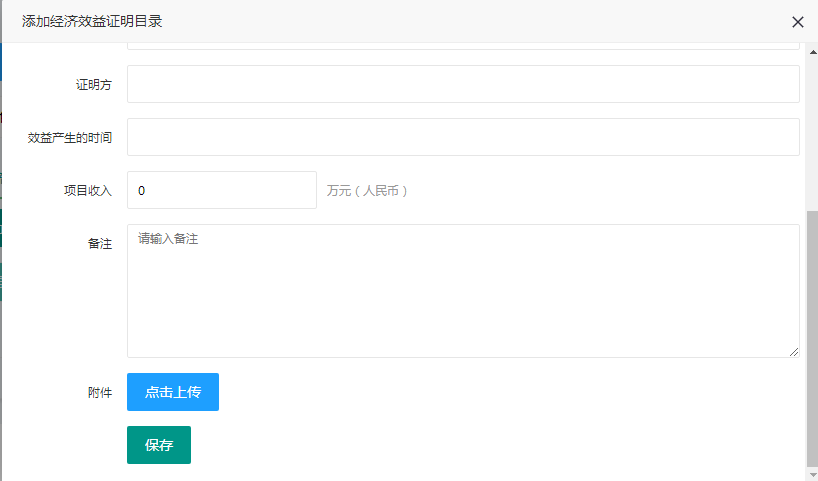 添加经济效益证明目录
证明方
效益产生的时间
项目收入 0 万元（人民币）
备注 请输入备注
附件 点击上传
保存